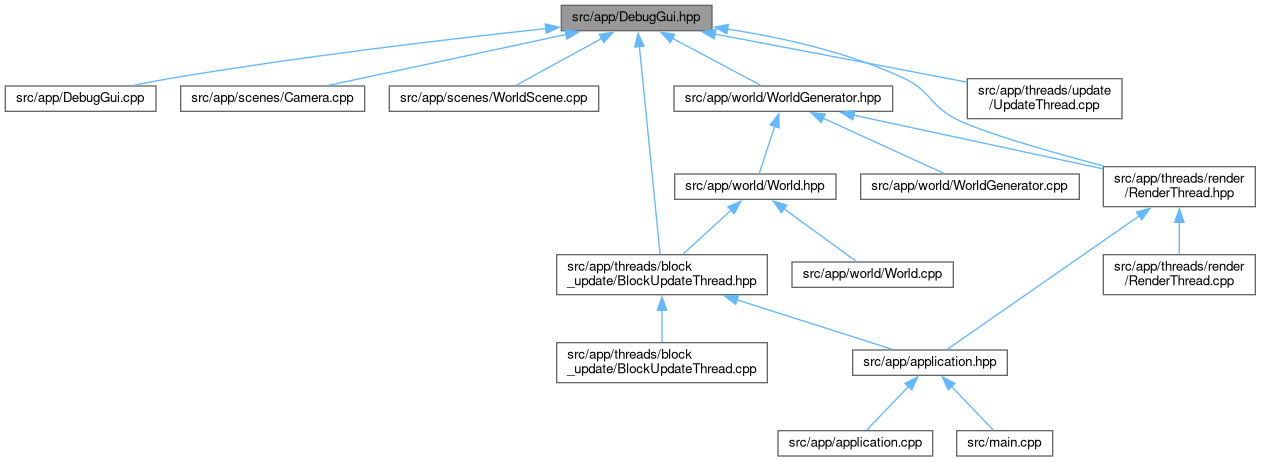 src/app/DebugGui.hpp
src/app/DebugGui.cpp
src/app/scenes/Camera.cpp
src/app/scenes/WorldScene.cpp
src/app/world/WorldGenerator.hpp
src/app/threads/update
/UpdateThread.cpp
src/app/world/World.hpp
src/app/world/WorldGenerator.cpp
src/app/threads/render
/RenderThread.hpp
src/app/threads/block
_update/BlockUpdateThread.hpp
src/app/world/World.cpp
src/app/threads/render
/RenderThread.cpp
src/app/threads/block
_update/BlockUpdateThread.cpp
src/app/application.hpp
src/app/application.cpp
src/main.cpp